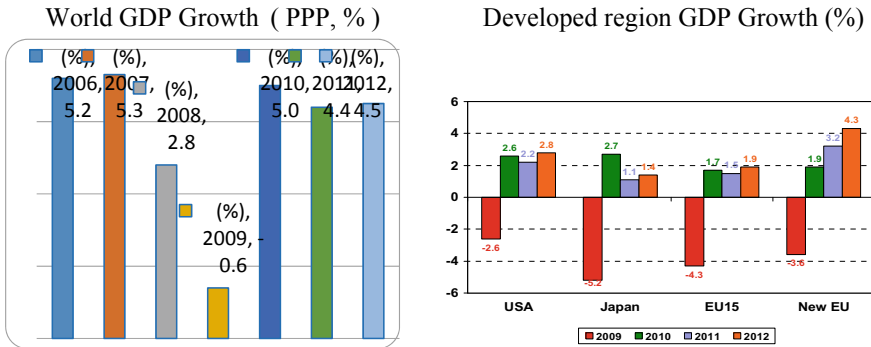 World GDP Growth ( PPP, % )
(%), 2006, 5.2
(%), 2007, 5.3
(%), 2008, 2.8
(%), 2009, -0.6
(%), 2010, 5.0
(%), 2011, 4.4
(%), 2012, 4.5
Developed region GDP Growth (%)
6
4
2
0
-2
-4
-6
-2.6
2.6
2.2
2.8
-5.2
2.7
1.1
1.4
-4.3
1.7
1.5
1.9
-3.6
1.9
3.2
4.3
USA Japan EU15 New EU
2009 2010 2011 2012